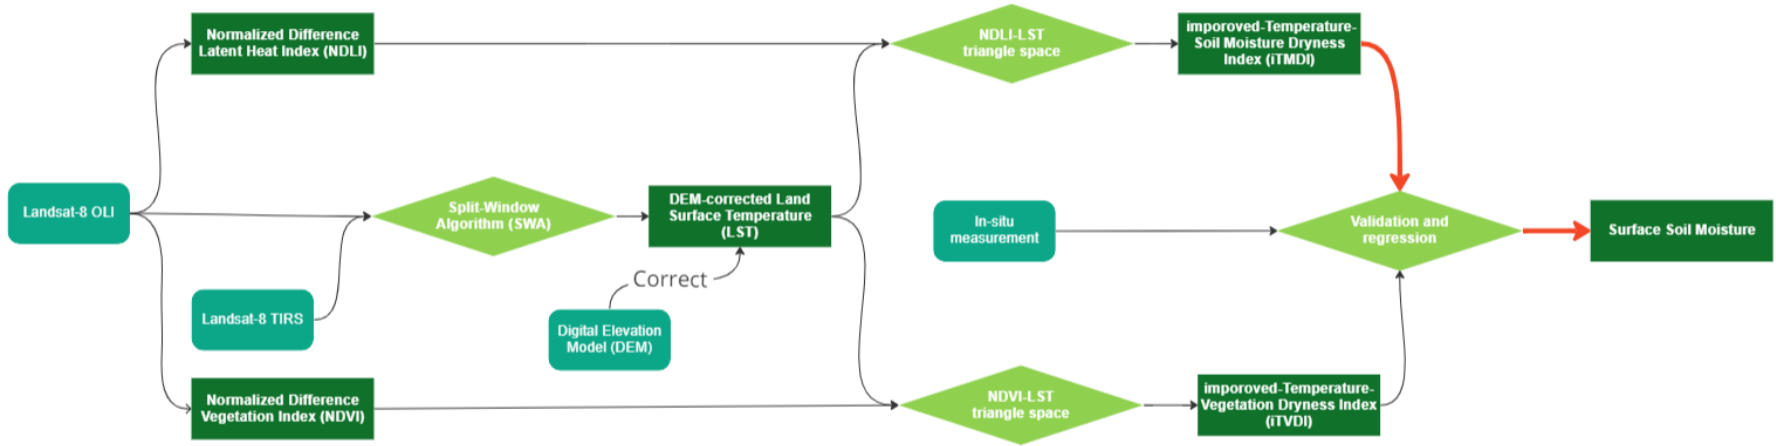 Normalized Difference
Latent Heat Index (NDLI)
NDLI-LST
triangle space
imporoved-Temperature-
Soil Moisture Dryness
Index (iTMDI)
Landsat-8 OLI
Split-Window
Algorithm (SWA)
DEM-corrected Land
Surface Temperature
(LST)
In-situ
measurement
Validation and
regression
Surface Soil Moisture
Correct
Landsat-8 TIRS
Digital Elevation
Model (DEM)
Normalized Difference
Vegetation Index (NDVI)
NDVI-LST
triangle space
imporoved-Temperature-
Vegetation Dryness Index
(iTVDI)